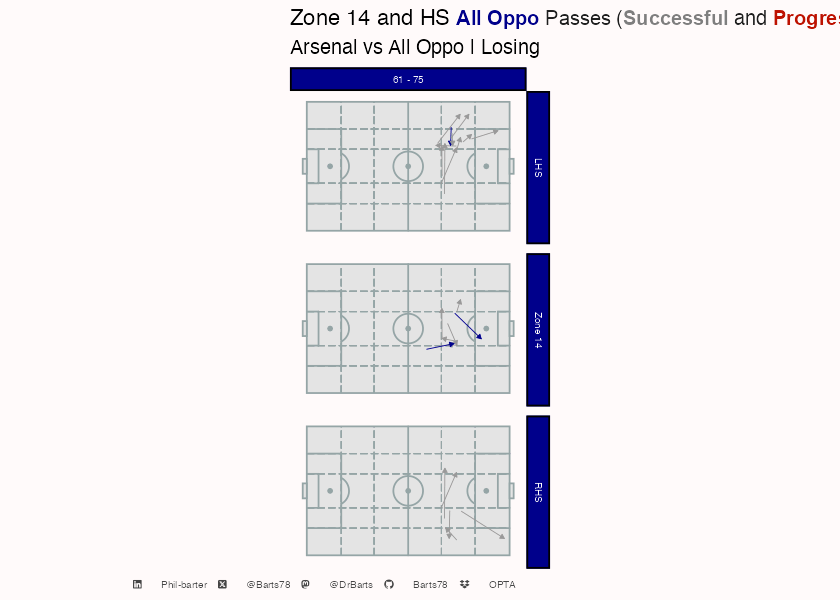 Zone 14 and HS All Oppo Passes (Successful and Progre
Arsenal vs All Oppo | Losing
61 - 75
LHS
Zone 14
RHS
Phil-barter @Barts78 @DrBarts Barts78 OPTA